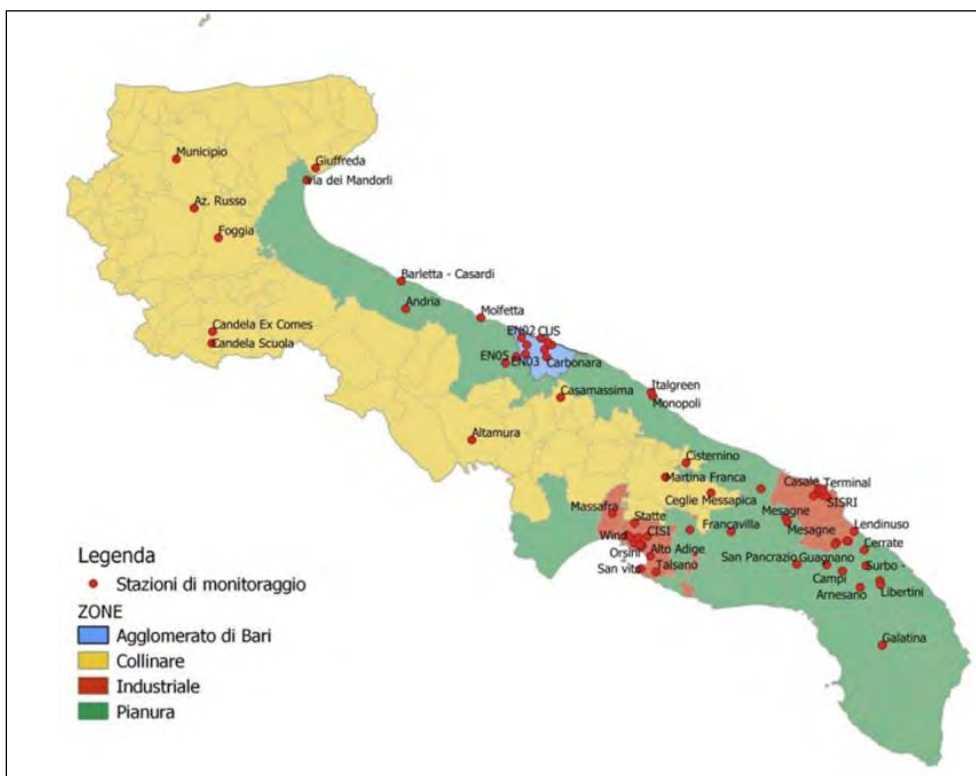 Municipio
Giuffreda
Via dei Mandorli
Az. Russo
Foggia
Barletta - Casardi
Andria
Molfetta
Candela Ex Comes
Candela Scuola
EN02
CUS
EN05
EN03
Carbonara
Casamassima
Italgreen
Monopoli
Altamura
Cisternino
Martina Franca
Ceglie Messapica
Casale
Terminal
SISRI
Massafra
Statte
Mesagne
Mesagne
Lendinuso
Wind
CISI
Francavilla
Cerrate
Orsini
Alto Adige
San Pancrazio
Guagnano
Surbo -
San vito
Talsano
Campi
Arnesano
Libertini
Galatina
Legenda
Stazioni di monitoraggio
ZONE
Agglomerato di Bari
Collinare
Industriale
Pianura